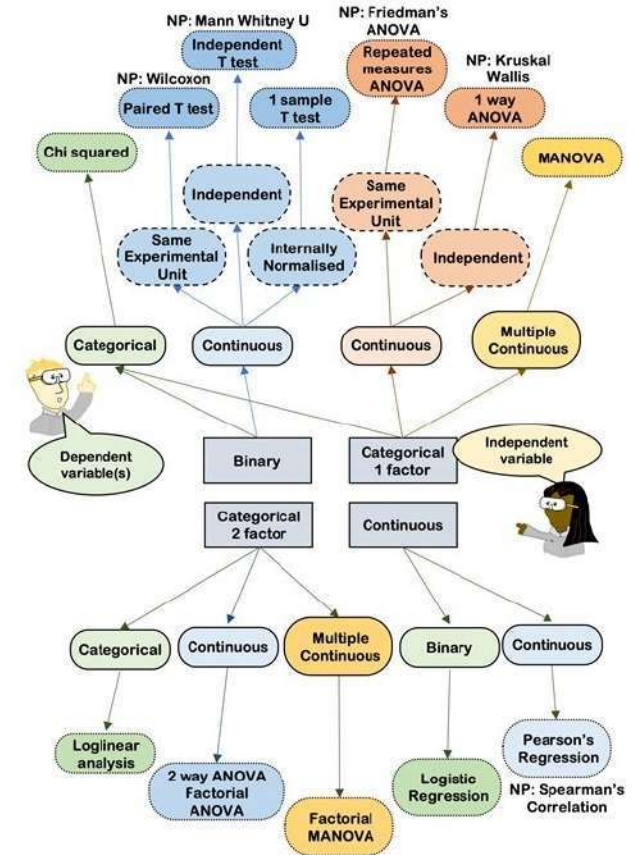 NP: Mann Whitney U
Independent
T test
NP: Friedman's
ANOVA
Repeated
measures
ANOVA
NP: Kruskal
Wallis
NP: Wilcoxon
Paired T test
1 sample
T test
1 way
ANOVA
Chi squared
MANOVA
Independent
Same
Experimental
Unit
Same
Experimental
Unit
Internally
Normalised
Independent
Categorical
Continuous
Continuous
Multiple
Continuous
Dependent
variable(s)
Binary
Categorical
1 factor
Independent
variable
Categorical
2 factor
Continuous
Categorical
Continuous
Multiple
Continuous
Binary
Continuous
Loglinear
analysis
2 way ANOVA
Factorial
ANOVA
Factorial
MANOVA
Logistic
Regression
Pearson's
Regression
NP: Spearman's
Correlation